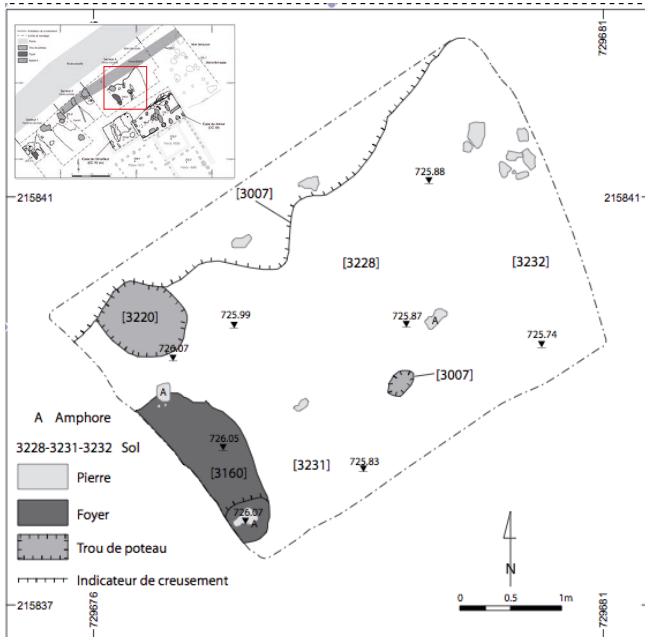 729681
215841
725.88
[3007]
[3228]
[3232]
[3220]
725.99
725.87
A
725.74
726.07
[3007]
A
A Amphore
726.05
3228-3231-3232 Sol
[3160]
[3231]
725.83
Pierre
726.07
A
Foyer
Trou de poteau
N
Indicateur de creusement
0 0.5 1m
215837
729676
729681